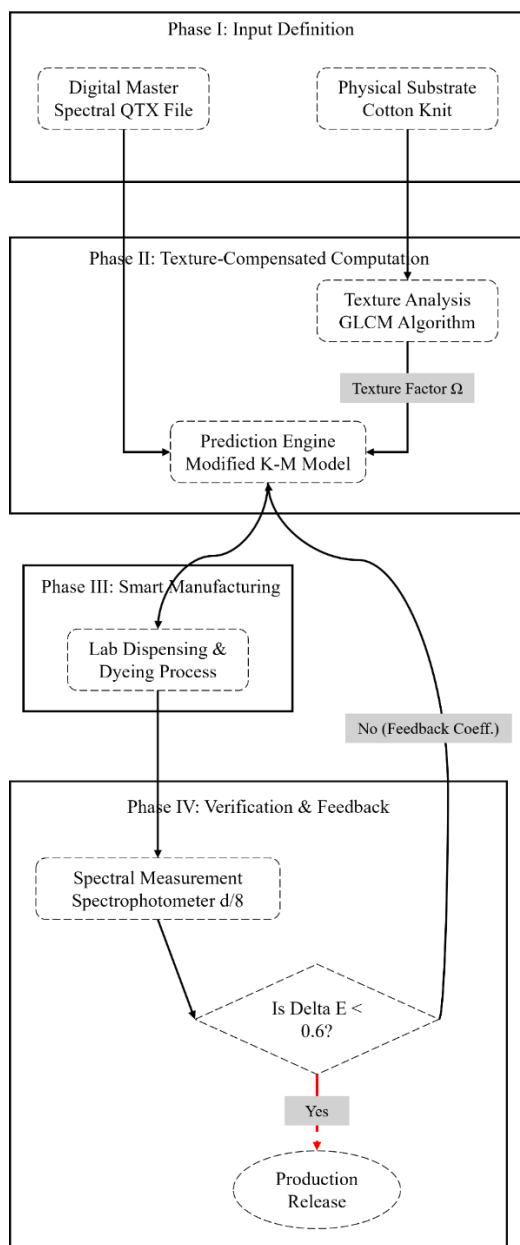 Phase I: Input Definition
Digital Master
Spectral QTX File
Physical Substrate
Cotton Knit
Phase II: Texture-Compensated Computation
Texture Analysis
GLCM Algorithm
Texture Factor Ω
Prediction Engine
Modified K-M Model
Phase III: Smart Manufacturing
Lab Dispensing &
Dyeing Process
No (Feedback Coeff.)
Phase IV: Verification & Feedback
Spectral Measurement
Spectrophotometer d/8
Is Delta E <
0.6?
Yes
Production
Release